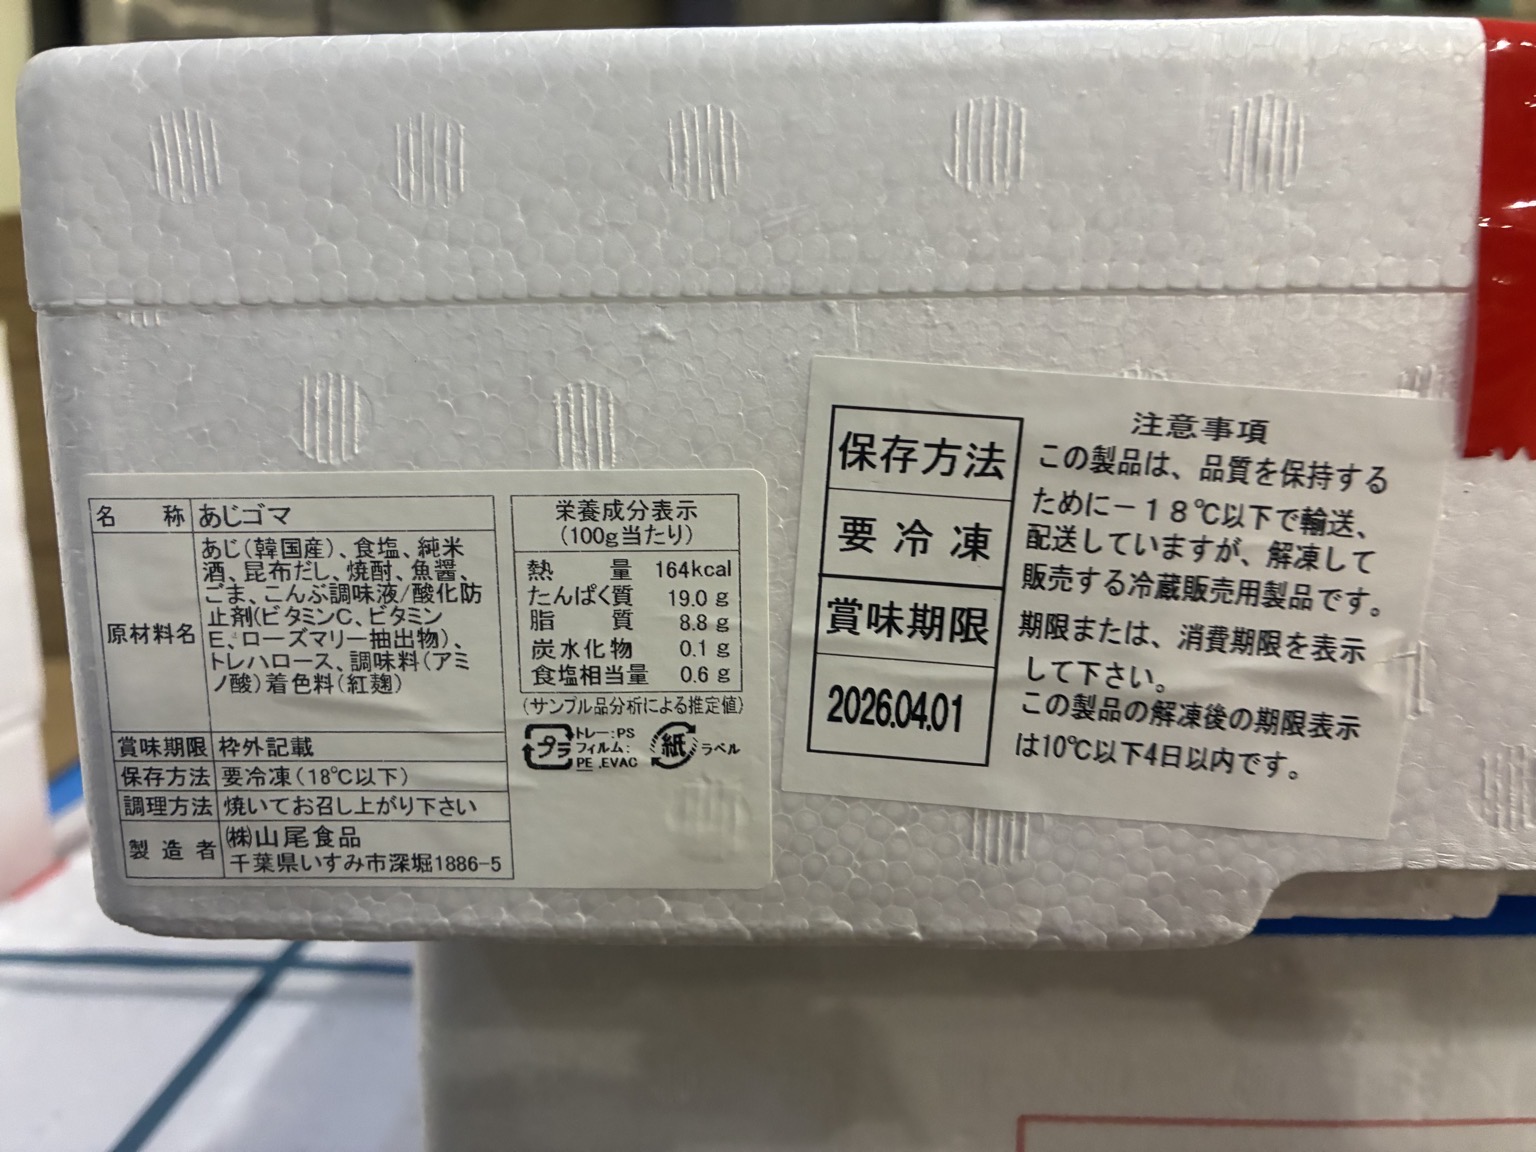 名 称 あじゴマ
原材料名 あじ(韓国産)、食塩、純米
酒、昆布だし、焼酎、魚醤、
ごま、こんぶ調味液/酸化防
止剤(ビタミンC、ビタミン
E、ローズマリー抽出物)、
トレハロース、調味料(アミ
ノ酸)着色料(紅麹)
賞味期限 枠外記載
保存方法 要冷凍(18℃以下)
調理方法 焼いてお召し上がり下さい
製造者 ㈱山尾食品
千葉県いすみ市深堀1886-5
栄養成分表示
(100g当たり)
熱 量 164kcal
たんぱく質 19.0 g
脂 質 8.8 g
炭水化物 0.1 g
食塩相当量 0.6 g
(サンプル品分析による推定値)
プラ
トレー:PS
フィルム:
PE,EVAC
紙
ラベル
保存方法
要冷凍
賞味期限
2026.04.01
注意事項
この製品は、品質を保持する
ために－18℃以下で輸送、
配送していますが、解凍して
販売する冷蔵販売用製品です。
期限または、消費期限を表示
して下さい。
この製品の解凍後の期限表示
は10℃以下4日以内です。